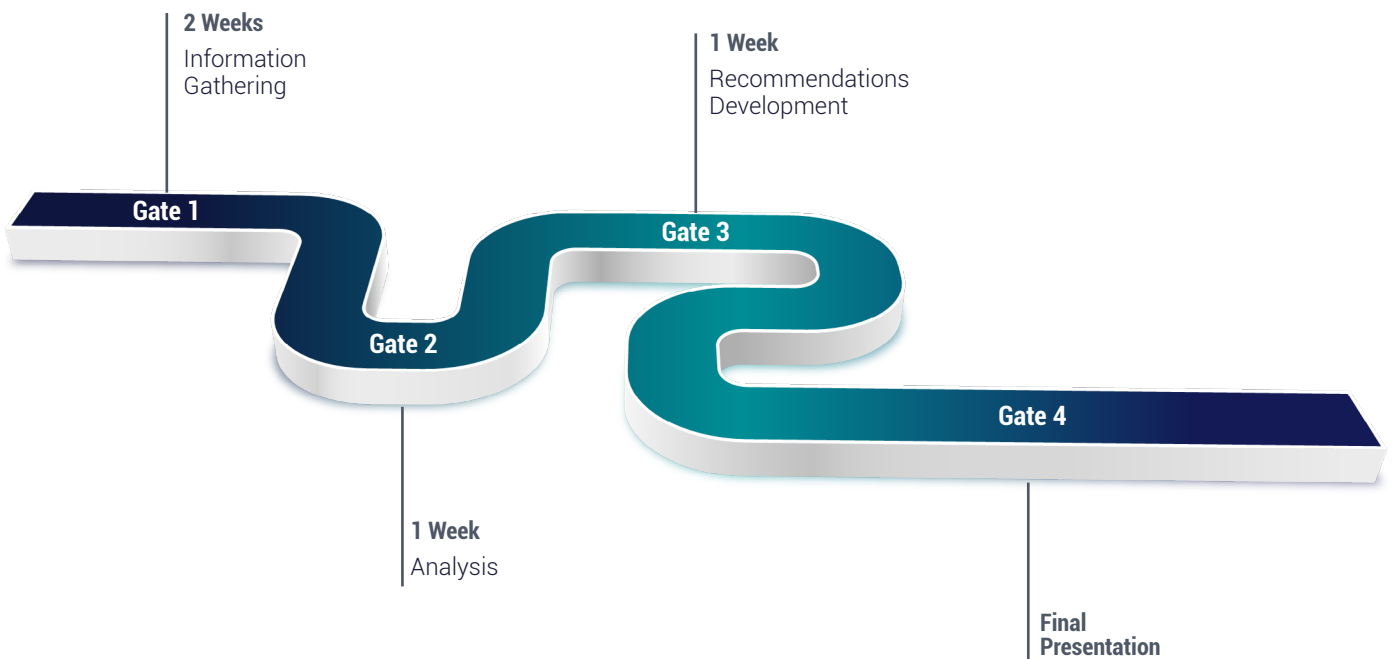 2 Weeks
Information
Gathering
1 Week
Recommendations
Development
Gate 1
Gate 3
Gate 2
Gate 4
1 Week
Analysis
Final
Presentation